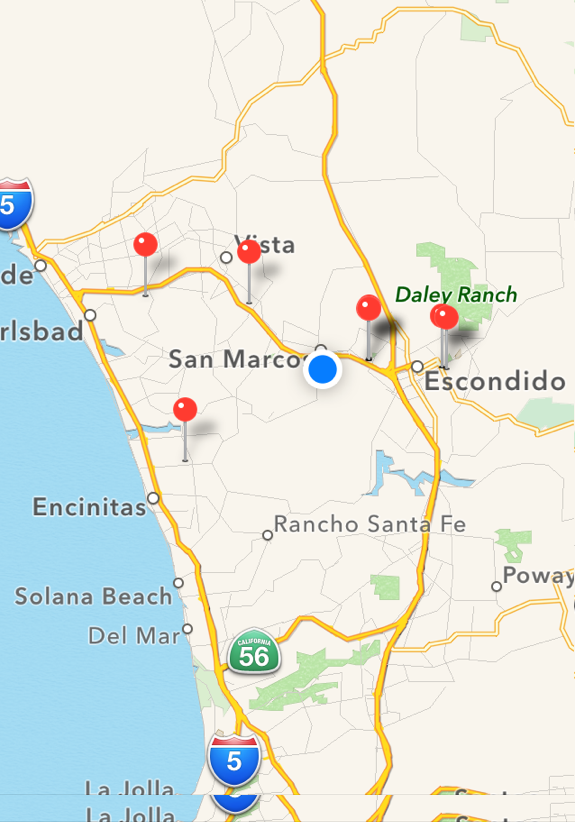 5
Vista
de
Daley Ranch
rlsbad
San Marco
Escondido
Encinitas
Rancho Santa Fe
Poway
Solana Beach
Del Mar
CALIFORNIA
56
5
La Jolla
La Jolla